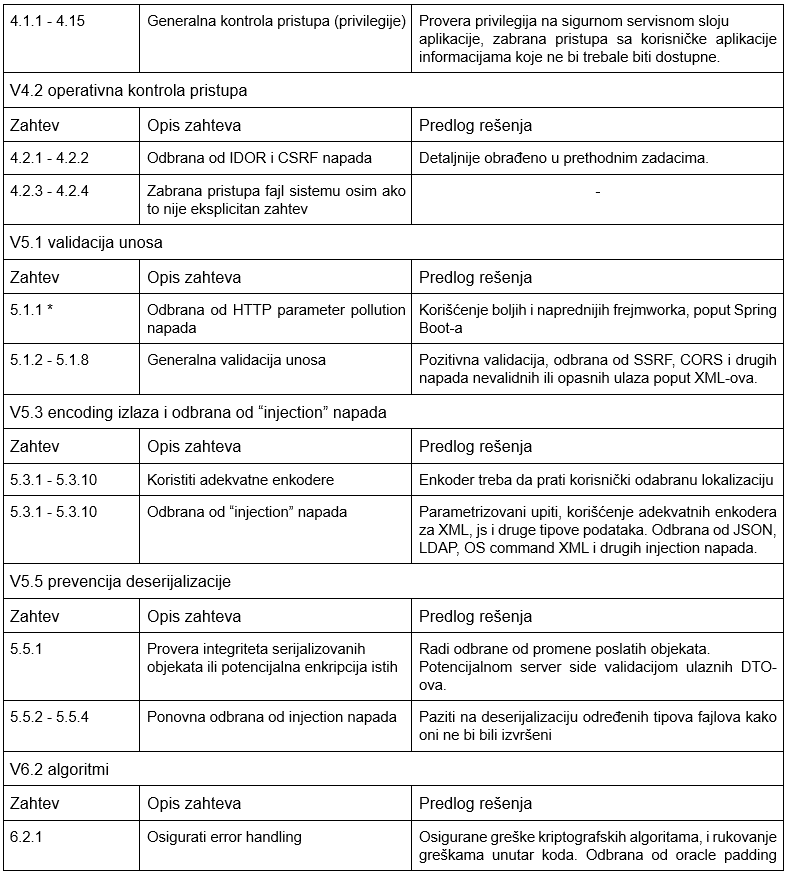 4.1.1 - 4.15 Generalna kontrola pristupa (privilegije) Provera privilegija na sigurnom servisnom sloju
aplikacije, zabrana pristupa sa korisničke aplikacije
informacijama koje ne bi trebale biti dostupne.
V4.2 operativna kontrola pristupa
Zahtev Opis zahteva Predlog rešenja
4.2.1 - 4.2.2 Odbrana od IDOR i CSRF napada Detaljnije obrađeno u prethodnim zadacima.
4.2.3 - 4.2.4 Zabrana pristupa fajl sistemu osim ako -
to nije eksplicitan zahtev
V5.1 validacija unosa
Zahtev Opis zahteva Predlog rešenja
5.1.1 * Odbrana od HTTP parameter pollution Korišćenje boljih i naprednijih frejmworka, poput Spring
napada Boot-a
5.1.2 - 5.1.8 Generalna validacija unosa Pozitivna validacija, odbrana od SSRF, CORS i drugih
napada nevalidnih ili opasnih ulaza poput XML-ova.
V5.3 encoding izlaza i odbrana od “injection” napada
Zahtev Opis zahteva Predlog rešenja
5.3.1 - 5.3.10 Koristiti adekvatne enkodere Enkoder treba da prati korisnički odabranu lokalizaciju
5.3.1 - 5.3.10 Odbrana od “injection” napada Parametrizovani upiti, korišćenje adekvatnih enkodera
za XML, js i druge tipove podataka. Odbrana od JSON,
LDAP, OS command XML i drugih injection napada.
V5.5 prevencija deserijalizacije
Zahtev Opis zahteva Predlog rešenja
5.5.1 Provera integriteta serijalizovanih Radi odbrane od promene poslatih objekata.
objekata ili potencijalna enkripcija istih Potencijalnom server side validacijom ulaznih DTO-
ova.
5.5.2 - 5.5.4 Ponovna odbrana od injection napada Paziti na deserijalizaciju određenih tipova fajlova kako
oni ne bi bili izvršeni
V6.2 algoritmi
Zahtev Opis zahteva Predlog rešenja
6.2.1 Osigurati error handling Osigurane greške kriptografskih algoritama, i rukovanje
greškama unutar koda. Odbrana od oracle padding